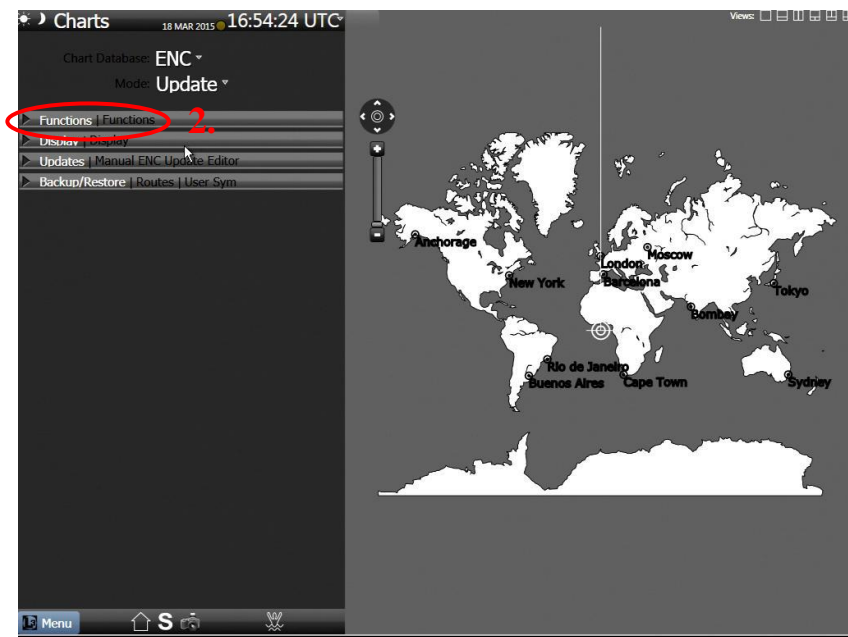 Charts 18 MAR 2015 16:54:24 UTC
Views:
Chart Database: ENC
Mode: Update
Functions | Functions
2.
Display | Display
Updates | Manual ENC Update Editor
Backup/Restore | Routes | User Sym
Anchorage
Moscow
London
New York
Barcelona
Tokyo
Bombay
Rio de Janeiro
Buenos Aires
Cape Town
Sydney
Menu
S